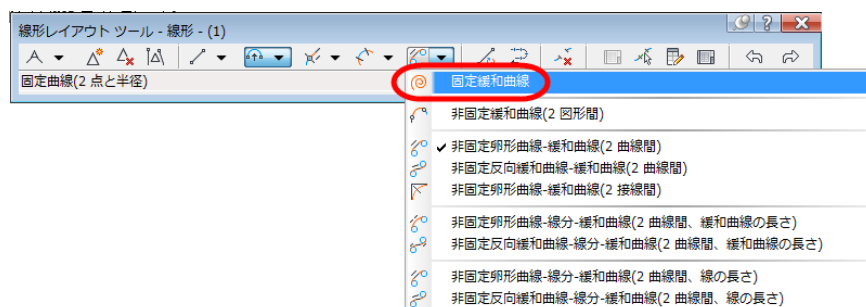 線形レイアウト ツール - 線形 - (1)
固定曲線(2 点と半径)
固定緩和曲線
非固定緩和曲線(2 図形間)
非固定卵形曲線-緩和曲線(2 曲線間)
非固定反向緩和曲線-緩和曲線(2 曲線間)
非固定卵形曲線-緩和曲線(2 接線間)
非固定卵形曲線-線分-緩和曲線(2 曲線間、緩和曲線の長さ)
非固定反向緩和曲線-線分-緩和曲線(2 曲線間、緩和曲線の長さ)
非固定卵形曲線-線分-緩和曲線(2 曲線間、線の長さ)
非固定反向緩和曲線-線分-緩和曲線(2 曲線間、線の長さ)